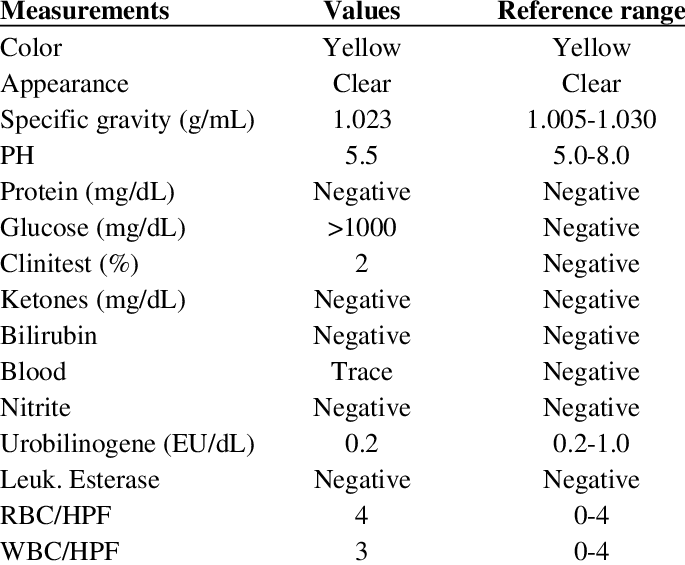 Measurements Values Reference range
Color Yellow Yellow
Appearance Clear Clear
Specific gravity (g/mL) 1.023 1.005-1.030
PH 5.5 5.0-8.0
Protein (mg/dL) Negative Negative
Glucose (mg/dL) >1000 Negative
Clinitest (%) 2 Negative
Ketones (mg/dL) Negative Negative
Bilirubin Negative Negative
Blood Trace Negative
Nitrite Negative Negative
Urobilinogene (EU/dL) 0.2 0.2-1.0
Leuk. Esterase Negative Negative
RBC/HPF 4 0-4
WBC/HPF 3 0-4